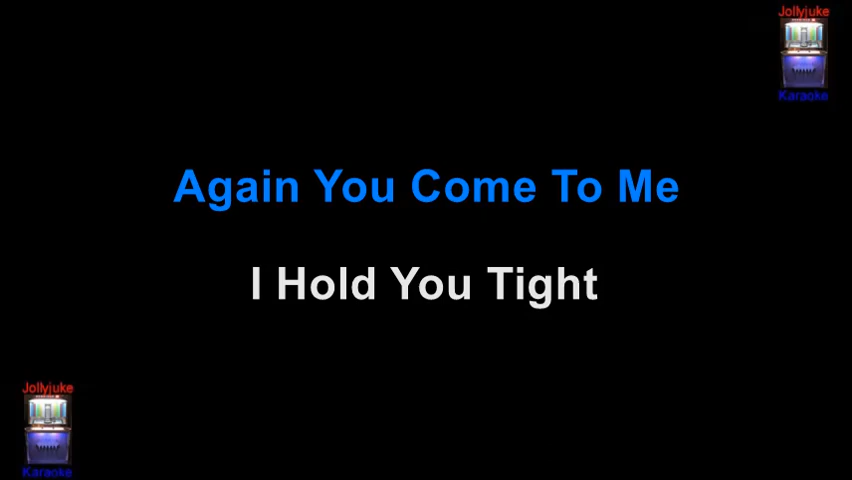 Jollyjuke
Karaoke
Again You Come To Me
I Hold You Tight
Jollyjuke
Karaoke